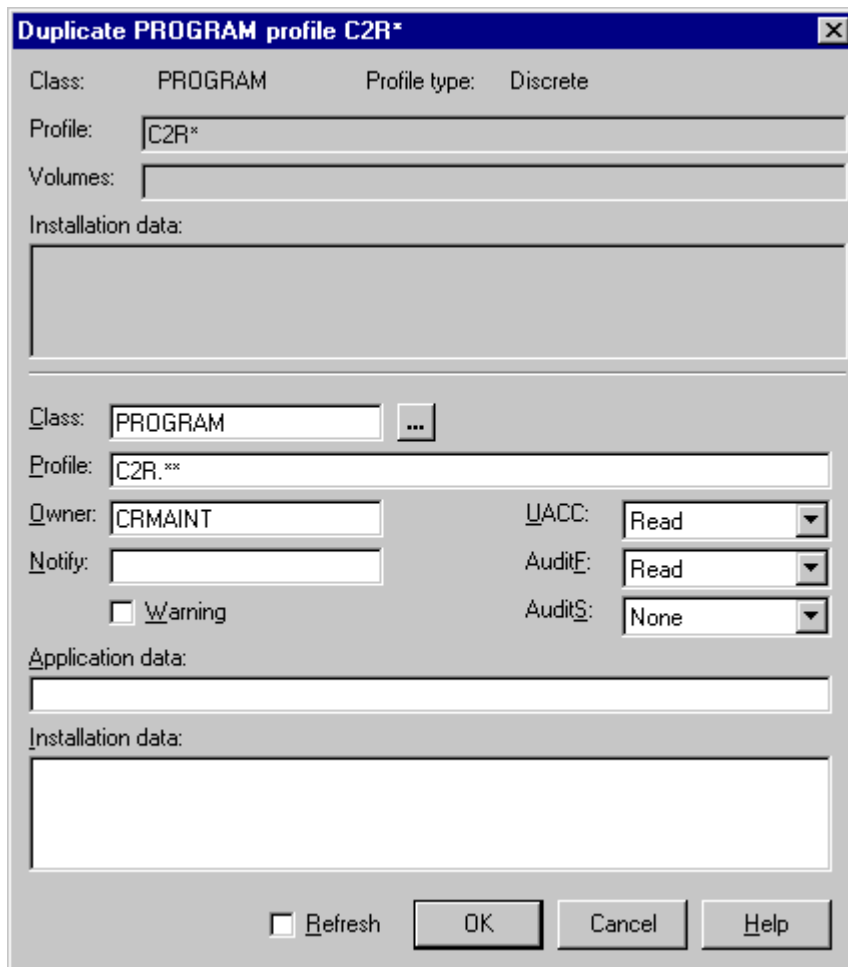 Duplicate PROGRAM profile C2R*
Class: PROGRAM Profile type: Discrete
Profile: C2R*
Volumes:
Installation data:
Class: PROGRAM ...
Profile: C2R.**
Owner: CRMAINT UACC: Read
Notify: AuditF: Read
Warning AuditS: None
Application data:
Installation data:
Refresh OK Cancel Help